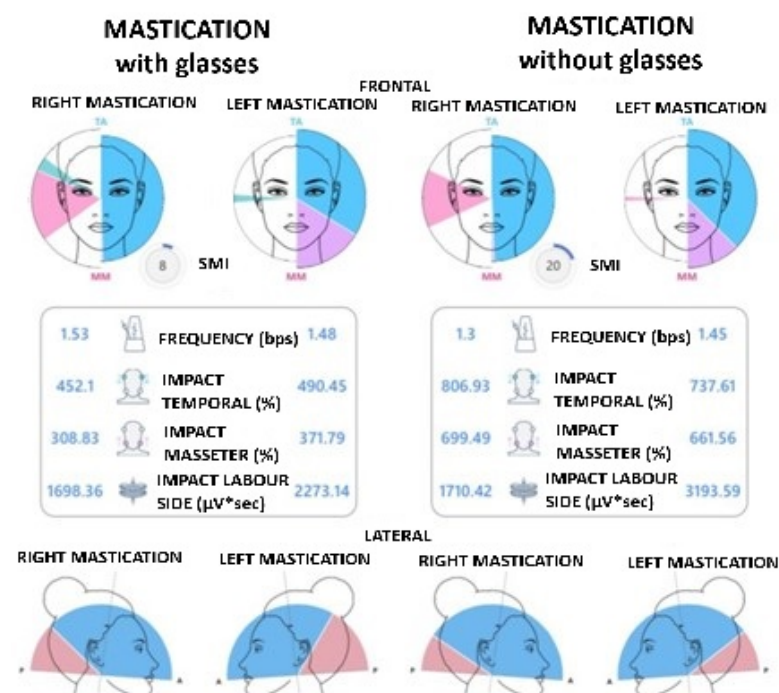 MASTICATION
with glasses
MASTICATION
without glasses
FRONTAL
RIGHT MASTICATION
LEFT MASTICATION
RIGHT MASTICATION
LEFT MASTICATION
TA
TA
TA
TA
MM
MM
MM
MM
8
SMI
20
SMI
1.53
FREQUENCY (bps)
1.48
452.1
IMPACT
TEMPORAL (%)
490.45
308.83
IMPACT
MASSETER (%)
371.79
1698.36
IMPACT LABOUR
SIDE (µV*sec)
2273.14
1.3
FREQUENCY (bps)
1.45
806.93
IMPACT
TEMPORAL (%)
737.61
699.49
IMPACT
MASSETER (%)
661.56
1710.42
IMPACT LABOUR
SIDE (µV*sec)
3193.59
LATERAL
RIGHT MASTICATION
LEFT MASTICATION
RIGHT MASTICATION
LEFT MASTICATION
P
A
A
P
P
A
A
P